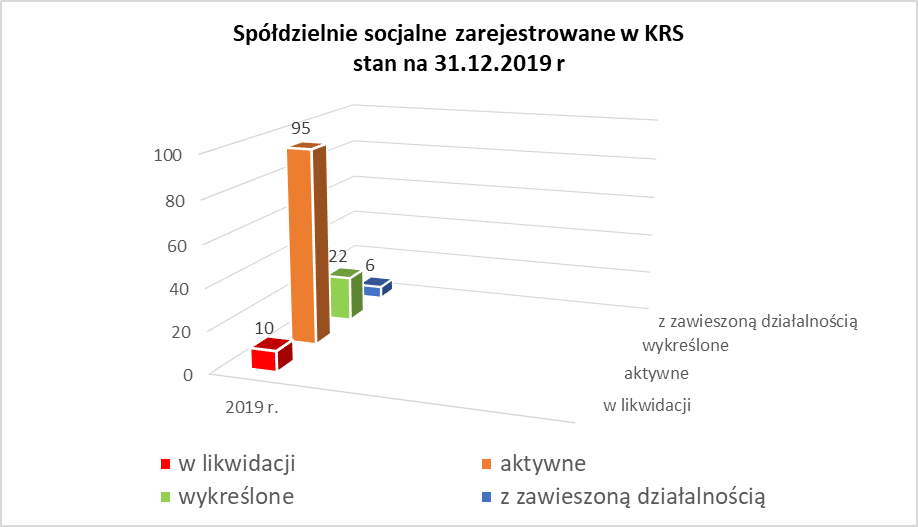 Spółdzielnie socjalne zarejestrowane w KRS
stan na 31.12.2019 r
95
100
80
60
40
20
0
22
6
10
z zawieszoną działalnością
wykreślone
aktywne
w likwidacji
2019 r.
w likwidacji
aktywne
wykreślone
z zawieszoną działalnością